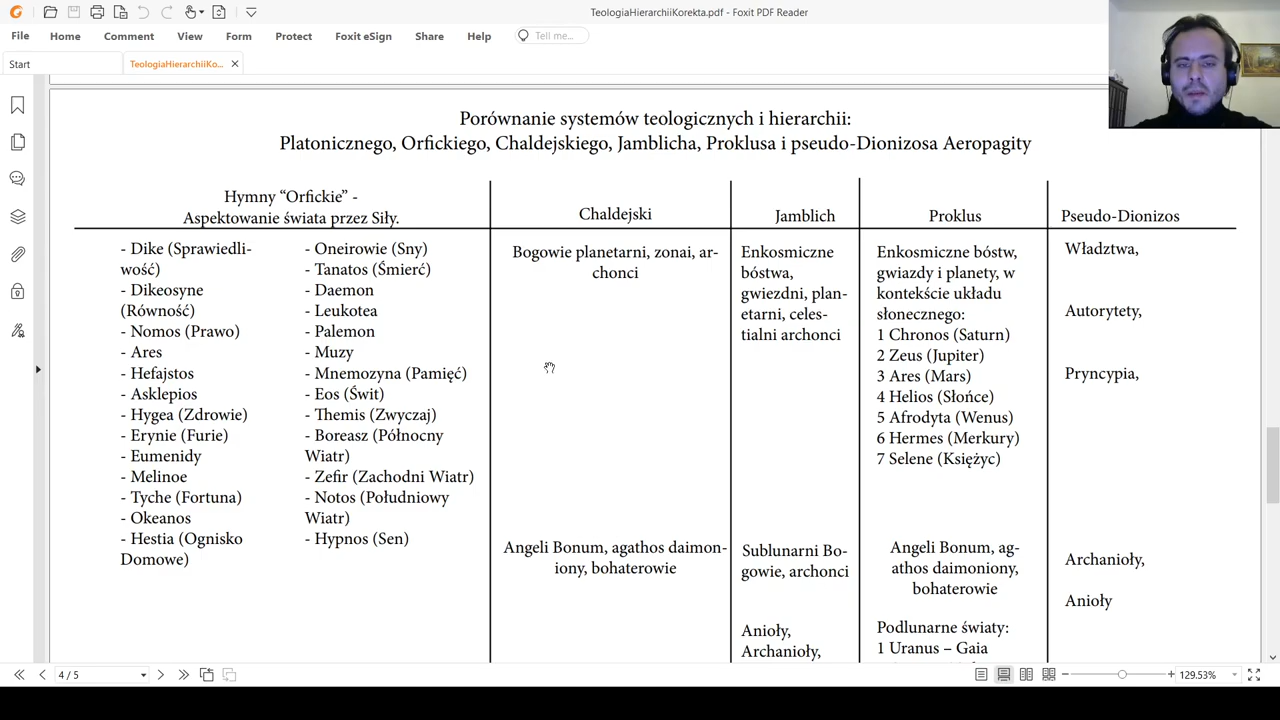 TeologiaHierarchiiKorekta.pdf - Foxit PDF Reader
File Home Comment View Form Protect Foxit eSign Share Help Tell me...
Start TeologiaHierarchiiKo...
Porównanie systemów teologicznych i hierarchii:
Platonicznego, Orfickiego, Chaldejskiego, Jamblicha, Proklusa i pseudo-Dionizosa Aeropagity
Hymny “Orfickie” -
Aspektowanie świata przez Siły.
- Dike (Sprawiedli-
wość)
- Dikeosyne
(Równość)
- Nomos (Prawo)
- Ares
- Hefajstos
- Asklepios
- Hygea (Zdrowie)
- Erynie (Furie)
- Eumenidy
- Melinoe
- Tyche (Fortuna)
- Okeanos
- Hestia (Ognisko
Domowe)
- Oneirowie (Sny)
- Tanatos (Śmierć)
- Daemon
- Leukotea
- Palemon
- Muzy
- Mnemozyna (Pamięć)
- Eos (Świt)
- Themis (Zwyczaj)
- Boreasz (Północny
Wiatr)
- Zefir (Zachodni Wiatr)
- Notos (Południowy
Wiatr)
- Hypnos (Sen)
Chaldejski
Bogowie planetarni, zonai, ar-
chonci
Angeli Bonum, agathos daimon-
iony, bohaterowie
Jamblich
Enkosmiczne
bóstwa,
gwiezdni, plan-
etarni, celes-
tialni archonci
Sublunarni Bo-
gowie, archonci
Anioły,
Archanioły,
Proklus
Enkosmiczne bóstw,
gwiazdy i planety, w
kontekście układu
słonecznego:
1 Chronos (Saturn)
2 Zeus (Jupiter)
3 Ares (Mars)
4 Helios (Słońce)
5 Afrodyta (Wenus)
6 Hermes (Merkury)
7 Selene (Księżyc)
Angeli Bonum, ag-
athos daimoniony,
bohaterowie
Podlunarne światy:
1 Uranus – Gaia
Pseudo-Dionizos
Władztwa,
Autorytety,
Pryncypia,
Archanioły,
Anioły
4 / 5
129.53%